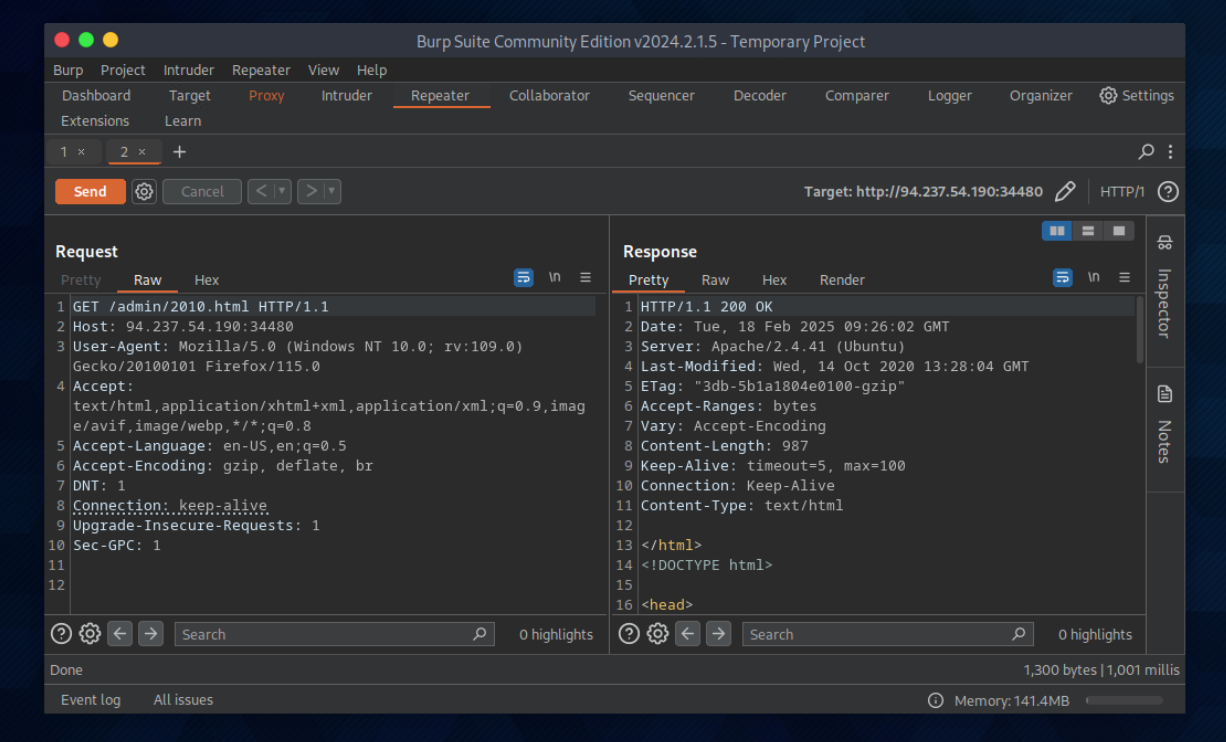 Burp Suite Community Edition v2024.2.1.5 - Temporary Project
Burp Project Intruder Repeater View Help
Dashboard Target Proxy Intruder Repeater Collaborator Sequencer Decoder Comparer Logger Organizer Settings
Extensions Learn
1 × 2 × +
Send Cancel < > Target: http://94.237.54.190:34480 HTTP/1 ?
Request
Pretty Raw Hex \n
1 GET /admin/2010.html HTTP/1.1
2 Host: 94.237.54.190:34480
3 User-Agent: Mozilla/5.0 (Windows NT 10.0; rv:109.0)
Gecko/20100101 Firefox/115.0
4 Accept:
text/html,application/xhtml+xml,application/xml;q=0.9,imag
e/avif,image/webp,*/*;q=0.8
5 Accept-Language: en-US,en;q=0.5
6 Accept-Encoding: gzip, deflate, br
7 DNT: 1
8 Connection: keep-alive
9 Upgrade-Insecure-Requests: 1
10 Sec-GPC: 1
11
12
? Search 0 highlights
Response
Pretty Raw Hex Render \n
1 HTTP/1.1 200 OK
2 Date: Tue, 18 Feb 2025 09:26:02 GMT
3 Server: Apache/2.4.41 (Ubuntu)
4 Last-Modified: Wed, 14 Oct 2020 13:28:04 GMT
5 ETag: "3db-5b1a1804e0100-gzip"
6 Accept-Ranges: bytes
7 Vary: Accept-Encoding
8 Content-Length: 987
9 Keep-Alive: timeout=5, max=100
10 Connection: Keep-Alive
11 Content-Type: text/html
12
13 </html>
14 <!DOCTYPE html>
15
16 <head>
? Search 0 highlights
Inspector
Notes
Done 1,300 bytes | 1,001 millis
Event log All issues Memory: 141.4MB